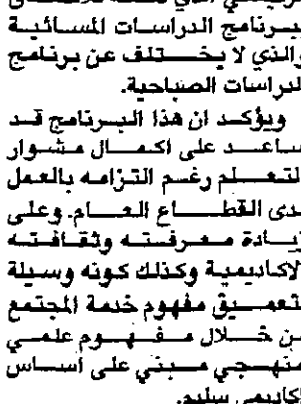 ببرنامج الدراسات المسائية
والذي لا يختلف عن برنامج
الدراسات الصباحية.
ويؤكد ان هذا البرنامج قد
ساعد على اكمال مشوار
التعلم رغم التزامه بالعمل
لدى القطاع العام. وعلى
زيادة معرفته وثقافته
الاكاديمية وكذلك كونه وسيلة
لتعميق مفهوم خدمة المجتمع
من خلال مفهوم علمي
منهجي مبني على أساس
اكاديمي سليم.